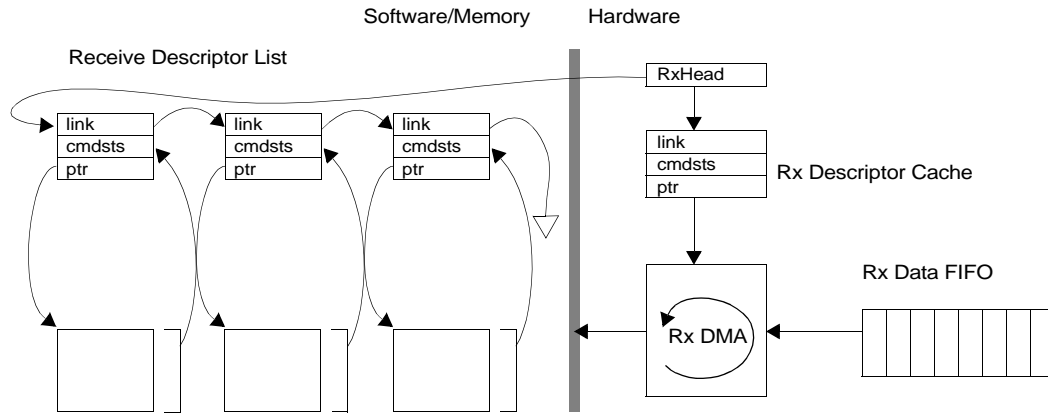 Software/Memory
Hardware
Receive Descriptor List
RxHead
link
cmdsts
ptr
link
cmdsts
ptr
link
cmdsts
ptr
link
cmdsts
ptr
Rx Descriptor Cache
Rx Data FIFO
Rx DMA